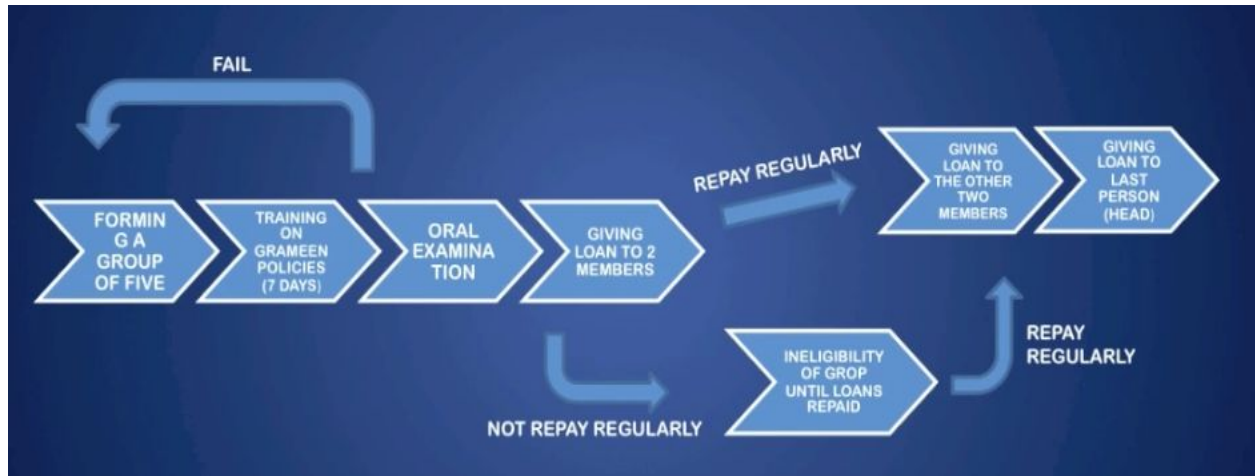 FAIL
FORMIN
G A
GROUP
OF FIVE
TRAINING
ON
GRAMEEN
POLICIES
(7 DAYS)
ORAL
EXAMINA
TION
GIVING
LOAN TO 2
MEMBERS
REPAY REGULARLY
GIVING
LOAN TO
THE OTHER
TWO
MEMBERS
GIVING
LOAN TO
LAST
PERSON
(HEAD)
NOT REPAY REGULARLY
INELIGIBILITY
OF GROP
UNTIL LOANS
REPAID
REPAY
REGULARLY